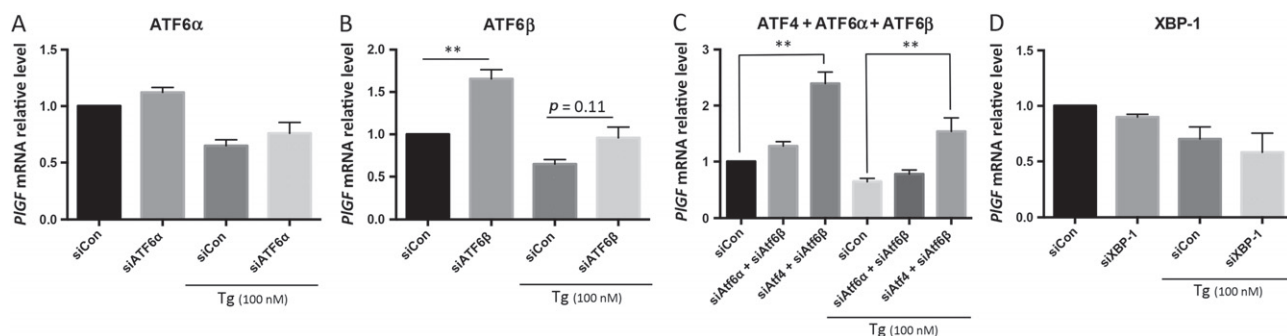 A
ATF6α
PlGF mRNA relative level
1.5
1.0
0.5
0.0
siCon
siATF6α
siCon
siATF6α
Tg (100 nM)
B
ATF6β
PlGF mRNA relative level
2.0
1.5
1.0
0.5
0.0
**
p = 0.11
siCon
siATF6β
siCon
siATF6β
Tg (100 nM)
C
ATF4 + ATF6α + ATF6β
PlGF mRNA relative level
3
2
1
0
**
**
siCon
siAtf6α + siAtf6β
siAtf4 + siAtf6β
siCon
siAtf6α + siAtf6β
siAtf4 + siAtf6β
Tg (100 nM)
D
XBP-1
PlGF mRNA relative level
1.5
1.0
0.5
0.0
siCon
siXBP-1
siCon
siXBP-1
Tg (100 nM)